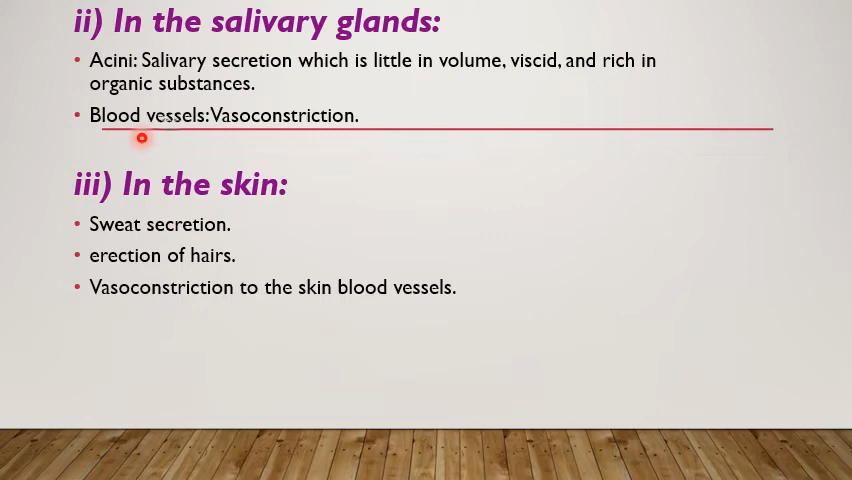 ii) In the salivary glands:
• Acini: Salivary secretion which is little in volume, viscid, and rich in
organic substances.
• Blood vessels: Vasoconstriction.
iii) In the skin:
• Sweat secretion.
• erection of hairs.
• Vasoconstriction to the skin blood vessels.